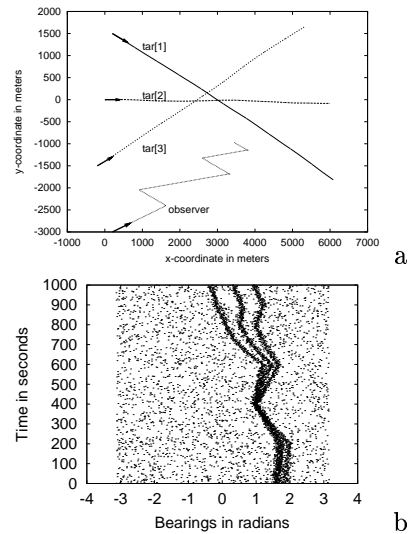 2000
1500
1000
500
0
-500
-1000
-1500
-2000
-2500
-3000
-1000 0 1000 2000 3000 4000 5000 6000 7000
y-coordinate in meters
x-coordinate in meters
tar[1]
tar[2]
tar[3]
observer
a
1000
900
800
700
600
500
400
300
200
100
0
-4 -3 -2 -1 0 1 2 3 4
Time in seconds
Bearings in radians
b